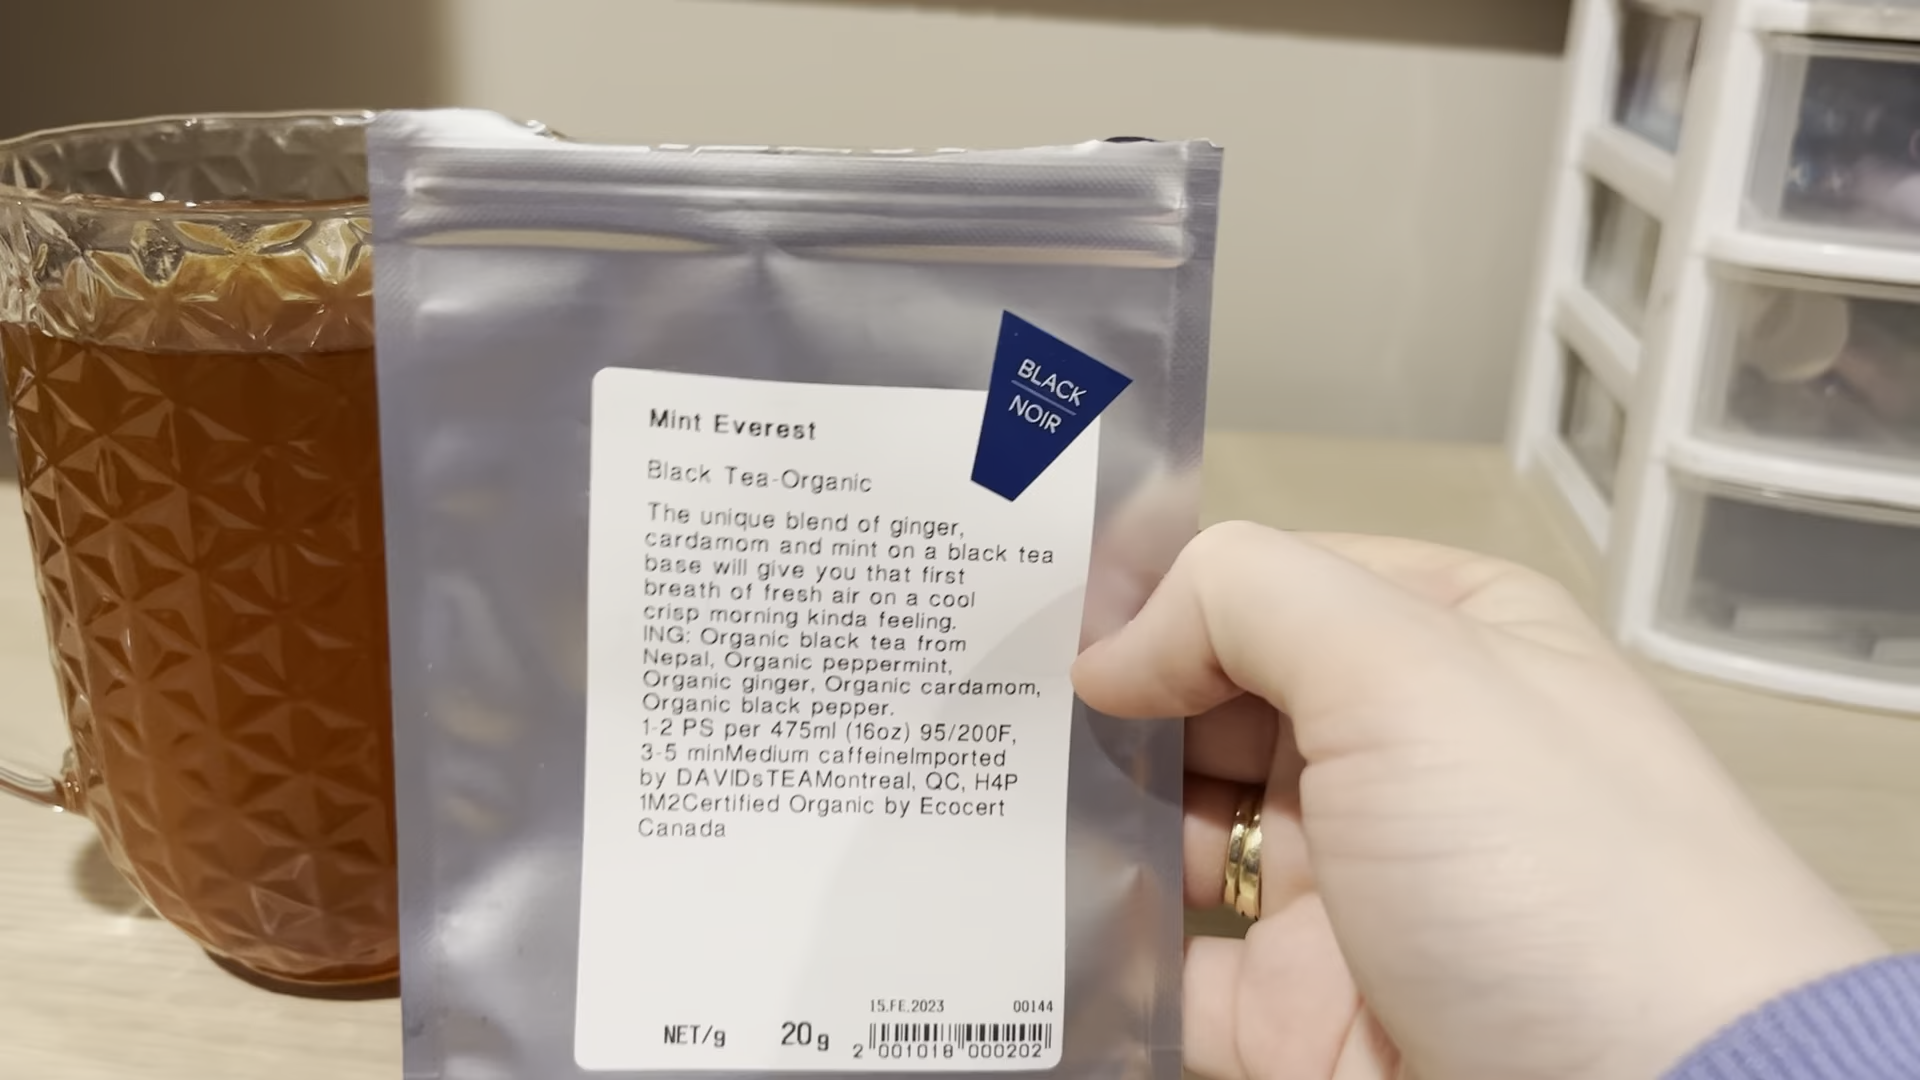 BLACK
NOIR
Mint Everest
Black Tea-Organic
The unique blend of ginger,
cardamom and mint on a black tea
base will give you that first
breath of fresh air on a cool
crisp morning kinda feeling.
ING: Organic black tea from
Nepal, Organic peppermint,
Organic ginger, Organic cardamom,
Organic black pepper.
1-2 PS per 475ml (16oz) 95/200F,
3-5 minMedium caffeineImported
by DAVIDsTEAMontreal, QC, H4P
1M2Certified Organic by Ecocert
Canada
15.FE.2023 00144
NET/g 20g
2 001018 000202